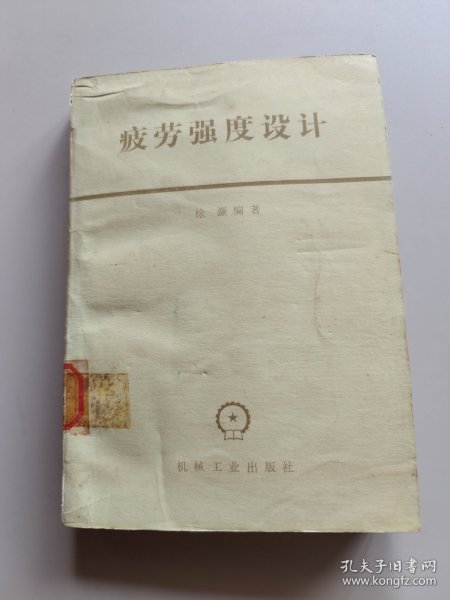 疲劳强度设计
徐 灏 编著
机械工业出版社
孔夫子旧书网
www.kongfz.com